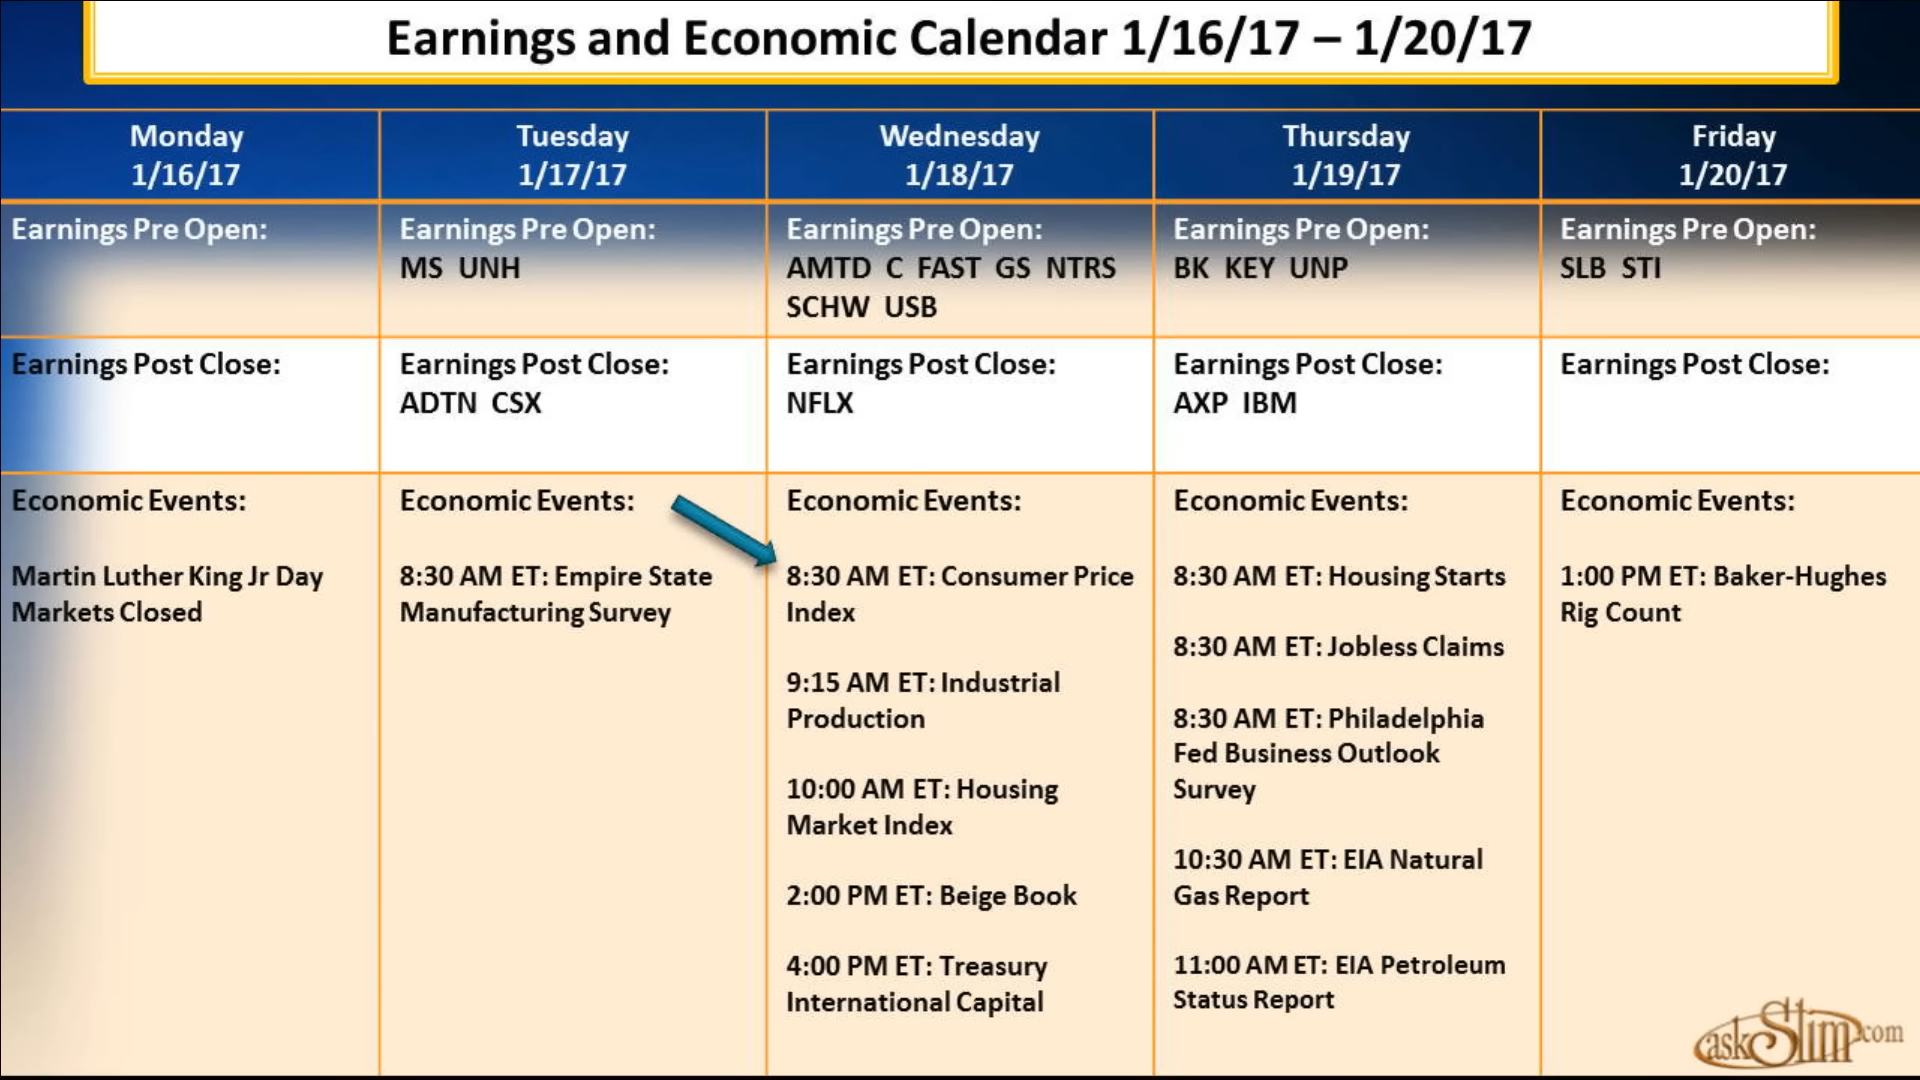 Earnings and Economic Calendar 1/16/17 – 1/20/17
Monday
1/16/17
Tuesday
1/17/17
Wednesday
1/18/17
Thursday
1/19/17
Friday
1/20/17
Earnings Pre Open:
Earnings Pre Open:
MS UNH
Earnings Pre Open:
AMTD C FAST GS NTRS
SCHW USB
Earnings Pre Open:
BK KEY UNP
Earnings Pre Open:
SLB STI
Earnings Post Close:
Earnings Post Close:
ADTN CSX
Earnings Post Close:
NFLX
Earnings Post Close:
AXP IBM
Earnings Post Close:
Economic Events:
Martin Luther King Jr Day
Markets Closed
Economic Events:
8:30 AM ET: Empire State
Manufacturing Survey
Economic Events:
8:30 AM ET: Consumer Price
Index
9:15 AM ET: Industrial
Production
10:00 AM ET: Housing
Market Index
2:00 PM ET: Beige Book
4:00 PM ET: Treasury
International Capital
Economic Events:
8:30 AM ET: Housing Starts
8:30 AM ET: Jobless Claims
8:30 AM ET: Philadelphia
Fed Business Outlook
Survey
10:30 AM ET: EIA Natural
Gas Report
11:00 AM ET: EIA Petroleum
Status Report
Economic Events:
1:00 PM ET: Baker-Hughes
Rig Count
askSlim.com